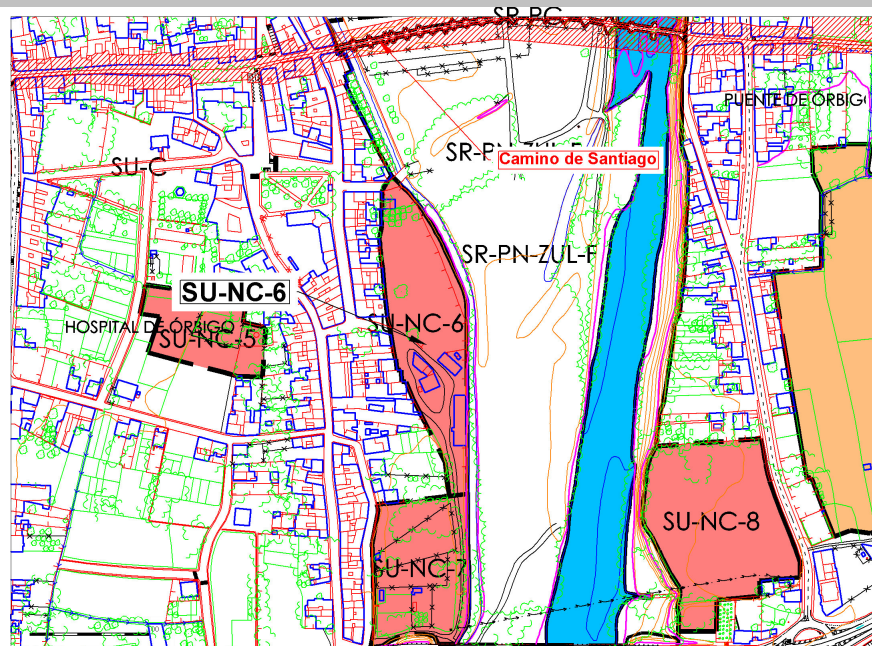 SR-PC
PUENTE DE ÓRBIGO
SU-C
SR-PN-ZUL-F
Camino de Santiago
SR-PN-ZUL-F
SU-NC-6
HOSPITAL DE ÓRBIGO
SU-NC-6
SU-NC-5
SU-NC-8
SU-NC-7